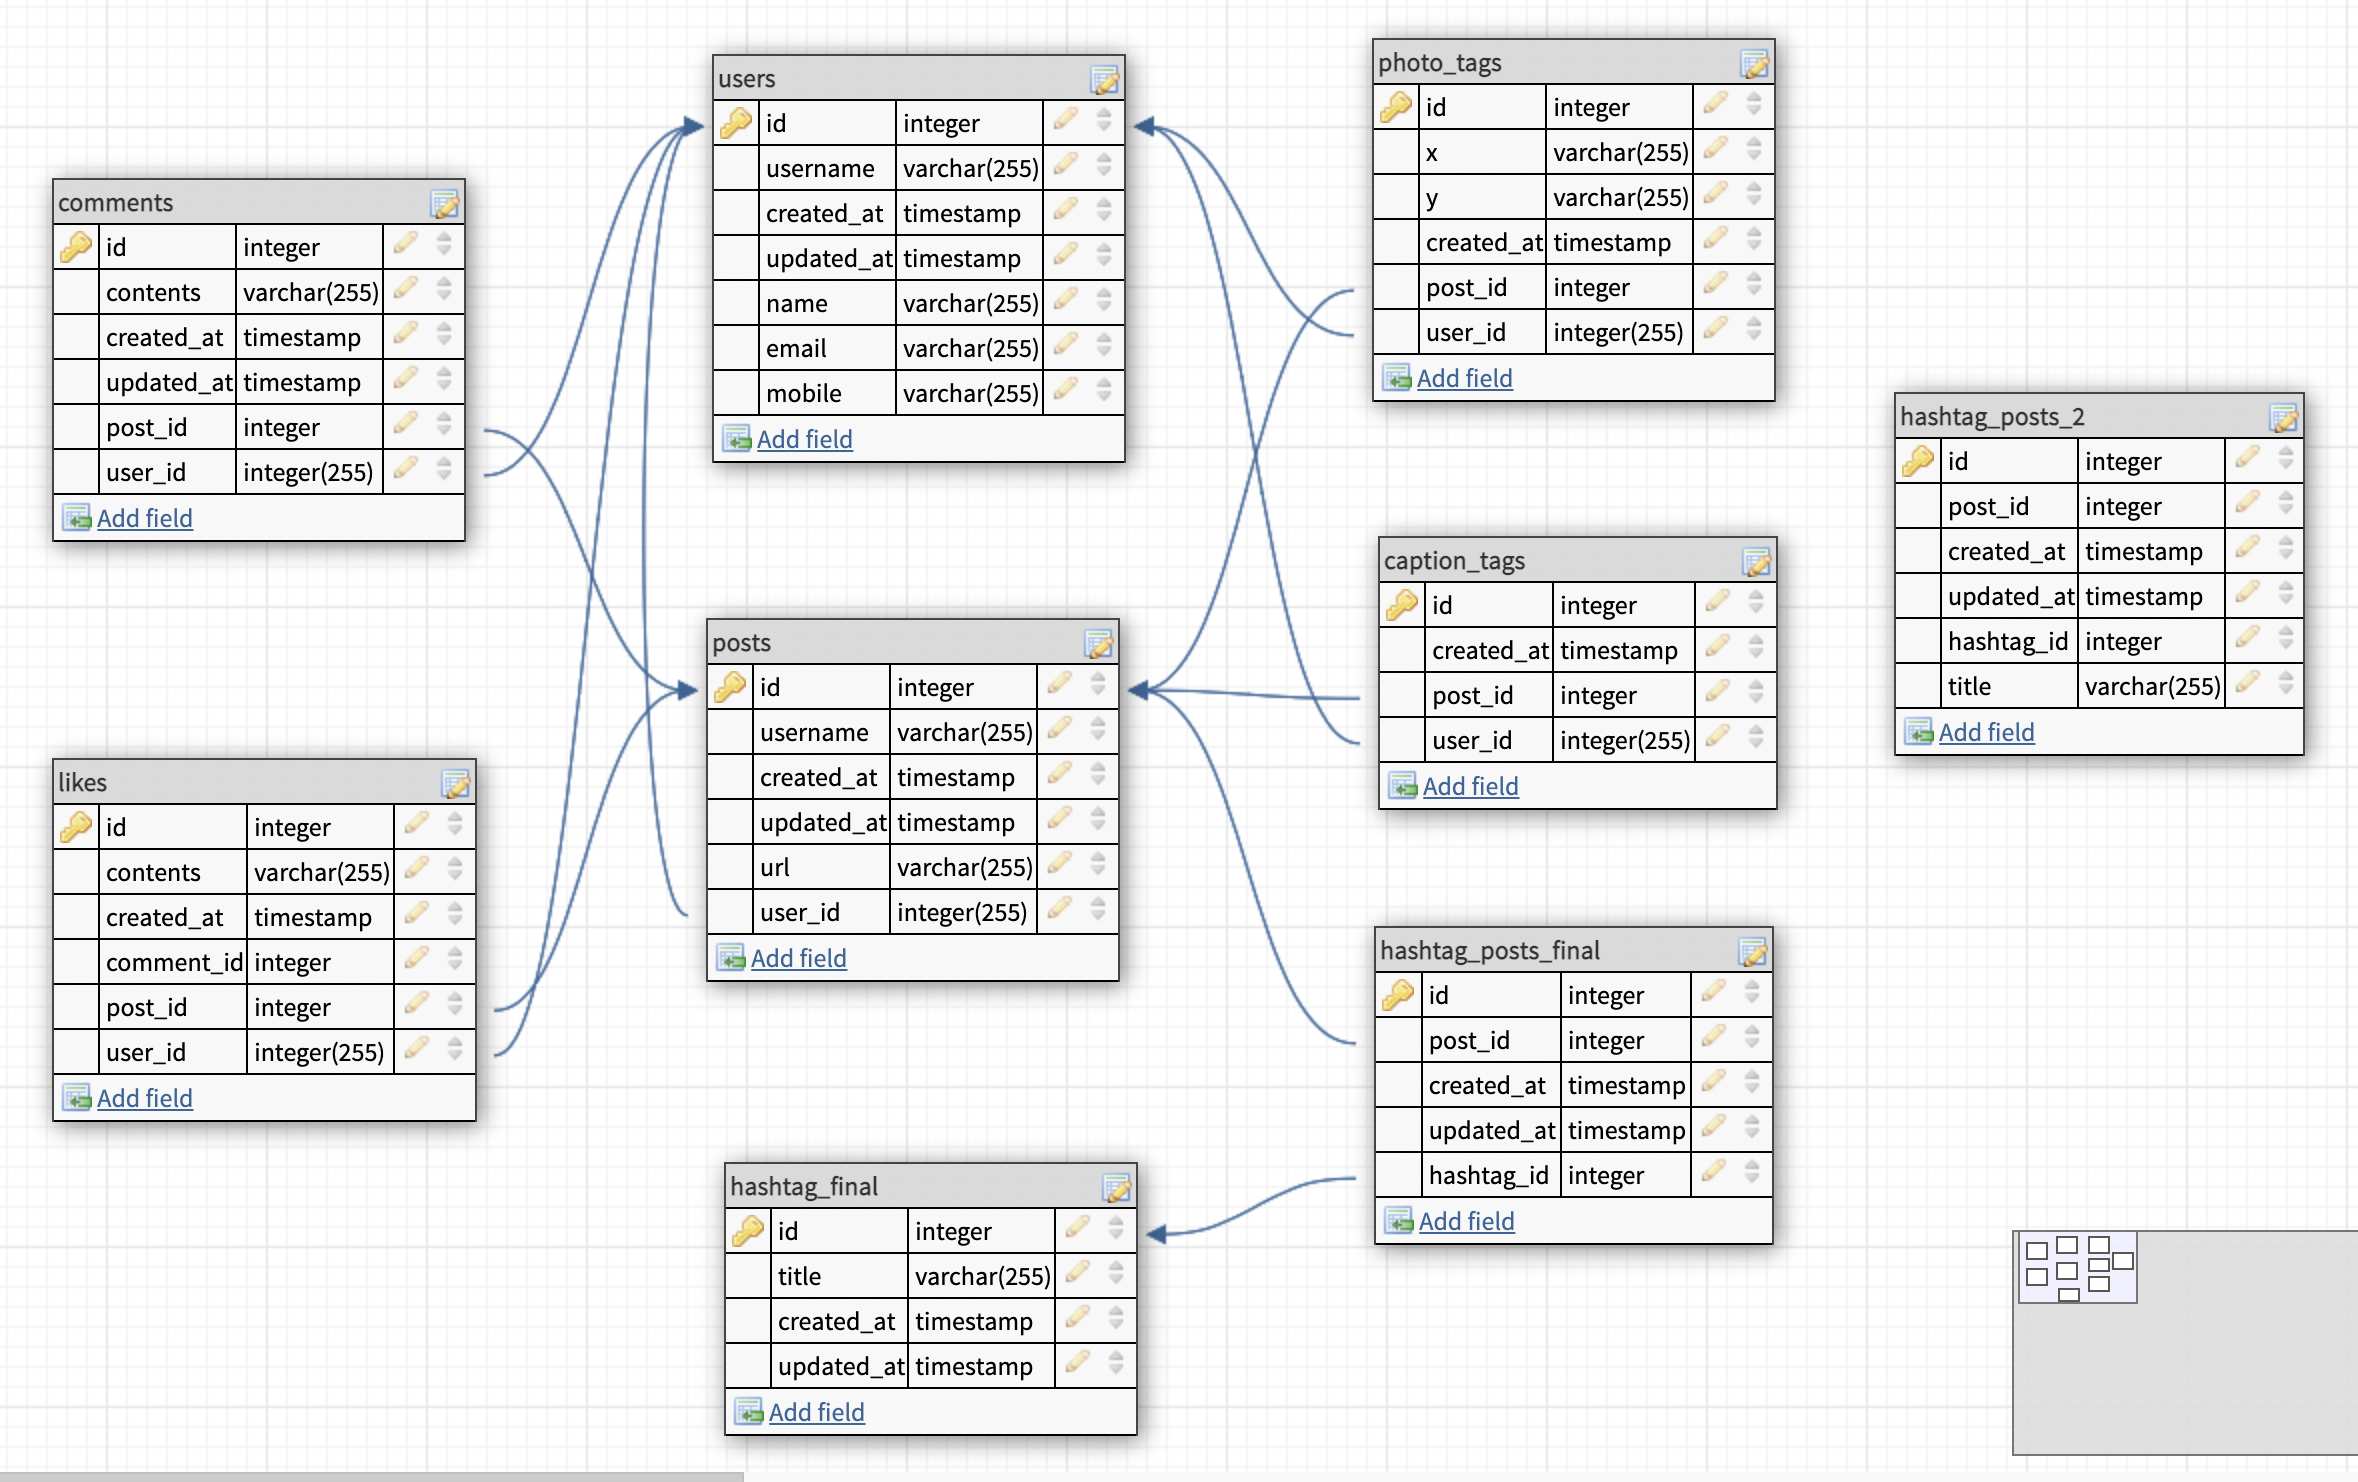 users
id integer
username varchar(255)
created_at timestamp
updated_at timestamp
name varchar(255)
email varchar(255)
mobile varchar(255)
Add field
photo_tags
id integer
x varchar(255)
y varchar(255)
created_at timestamp
post_id integer
user_id integer(255)
Add field
comments
id integer
contents varchar(255)
created_at timestamp
updated_at timestamp
post_id integer
user_id integer(255)
Add field
hashtag_posts_2
id integer
post_id integer
created_at timestamp
updated_at timestamp
hashtag_id integer
title varchar(255)
Add field
caption_tags
id integer
created_at timestamp
post_id integer
user_id integer(255)
Add field
posts
id integer
username varchar(255)
created_at timestamp
updated_at timestamp
url varchar(255)
user_id integer(255)
Add field
likes
id integer
contents varchar(255)
created_at timestamp
comment_id integer
post_id integer
user_id integer(255)
Add field
hashtag_posts_final
id integer
post_id integer
created_at timestamp
updated_at timestamp
hashtag_id integer
Add field
hashtag_final
id integer
title varchar(255)
created_at timestamp
updated_at timestamp
Add field